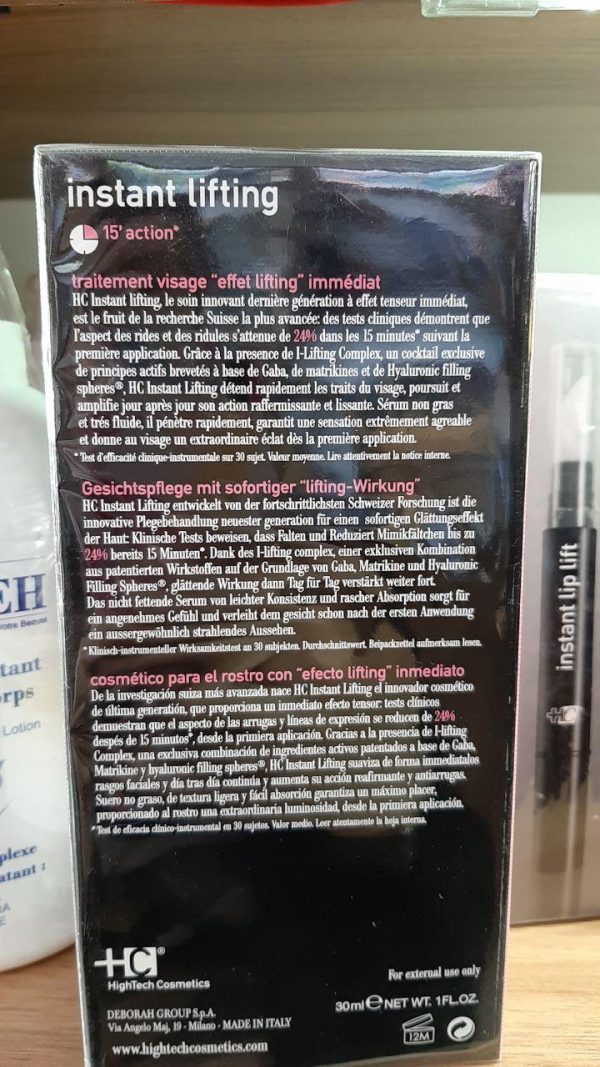 instant lifting
15' action*
traitement visage "effet lifting" immédiat
HC Instant lifting, le soin innovant dernière génération à effet tenseur immédiat,
est le fruit de la recherche Suisse la plus avancée: des tests cliniques démontrent que
l'aspect des rides et des ridules s'attenue de 24% dans les 15 minutes* suivant la
première application. Grâce à la presence de I-Lifting Complex, un cocktail exclusive
de principes actifs brevetés à base de Gaba, de matrikines et de Hyaluronic filling
spheres®, HC Instant Lifting détend rapidement les traits du visage, poursuit et
amplifie jour après jour son action raffermissante et lissante. Sérum non gras
et trés fluide, il pénètre rapidement, garantit une sensation extrêmement agreable
et donne au visage un extraordinaire éclat dès la première application.
* Test d'efficacité clinique-instrumentale sur 30 sujet. Valeur moyenne. Lire attentivement la notice interne.
Gesichtspflege mit sofortiger "lifting-Wirkung"
HC Instant Lifting entwickelt von der fortschrittlichsten Schweizer Forschung ist die
innovative Plegebehandlung neuester generation für einen sofortigen Glättungseffekt
der Haut: Klinische Tests beweisen, dass Falten und Reduziert Mimikfältchen bis zu
24% bereits 15 Minuten*. Dank des I-lifting complex, einer exklusiven Kombination
aus patentierten Wirkstoffen auf der Grundlage von Gaba, Matrikine und Hyaluronic
Filling Spheres®, glättende Wirkung dann Tag für Tag verstärkt weiter fort.
Das nicht fettende Serum von leichter Konsistenz und rascher Absorption sorgt für
ein angenehmes Gefühl und verleiht dem gesicht schon nach der ersten Anwendung
ein aussergewöhnlich strahlendes Aussehen.
* Klinisch-instrumenteller Wirksamkeitstest an 30 subjekten. Durchschnittswert. Beipackzettel aufmerksam lesen.
cosmético para el rostro con "efecto lifting" inmediato
De la investigación suiza más avanzada nace HC Instant Lifting el innovador cosmético
de última generatión, que proporciona un inmediato efecto tensor: tests clínicos
demuestran que el aspecto de las arrugas y líneas de expresión se reducen de 24%
despés de 15 minutos*, desde la primiera aplicación. Gracias a la presencia de I-lifting
Complex, una exclusiva combinación de ingredientes activos patentados a base de Gaba,
Matrikine y hyaluronic filling spheres®, HC Instant Lifting suaviza de forma immediatalos
rasgos faciales y día tras día continúa y aumenta su acción reafirmante y antiarrugas.
Suero no graso, de textura ligera y fácil absorción garantiza un máximo placer,
proporcionado al rostro una extraordinaria luminosidad, desde la primiera aplicación.
* Test de eficacia clínico-instrumental en 30 sujetos. Valor medio. Leer atentamente la hoja interna.
HC®
HighTech Cosmetics
For external use only
30ml e NET WT. 1FL.OZ.
DEBORAH GROUP S.p.A.
Via Angelo Maj, 19 - Milano - MADE IN ITALY
www.hightechcosmetics.com
12M
instant lip lift
HC
EH
Votre Beauté
tant
orps
Lotion
plexe
atant :